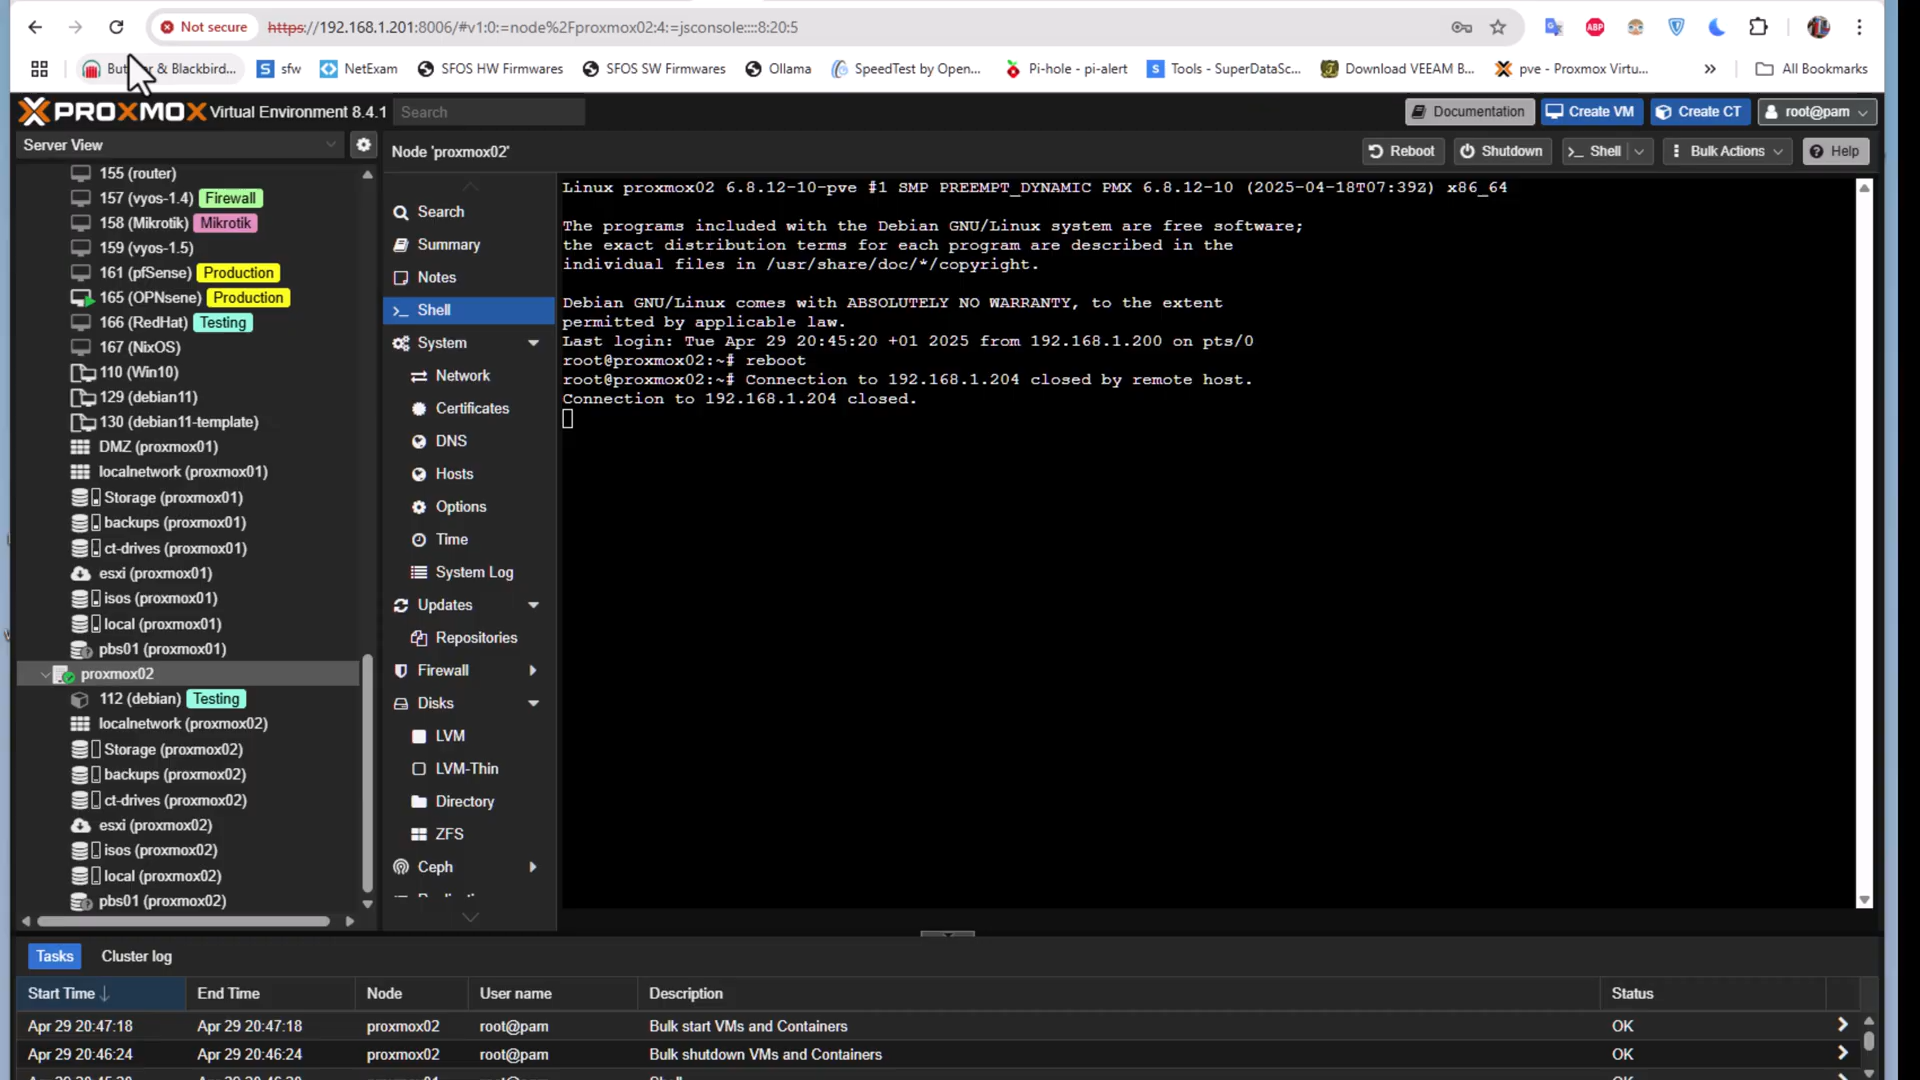 Not secure
https://192.168.1.201:8006/#v1:0:=node%2Fproxmox02:4:=jsconsole::::8:20:5
ABP
& Blackbird...
sfw
NetExam
SFOS HW Firmwares
SFOS SW Firmwares
Ollama
SpeedTest by Open...
Pi-hole - pi-alert
Tools - SuperDataSc...
Download VEEAM B...
pve - Proxmox Virtu...
All Bookmarks
PROXMOX Virtual Environment 8.4.1
Search
Documentation
Create VM
Create CT
root@pam
Server View
Node 'proxmox02'
Reboot
Shutdown
Shell
Bulk Actions
Help
155 (router)
157 (vyos-1.4) Firewall
158 (Mikrotik) Mikrotik
159 (vyos-1.5)
161 (pfSense) Production
165 (OPNsene) Production
166 (RedHat) Testing
167 (NixOS)
110 (Win10)
129 (debian11)
130 (debian11-template)
DMZ (proxmox01)
localnetwork (proxmox01)
Storage (proxmox01)
backups (proxmox01)
ct-drives (proxmox01)
esxi (proxmox01)
isos (proxmox01)
local (proxmox01)
pbs01 (proxmox01)
proxmox02
112 (debian) Testing
localnetwork (proxmox02)
Storage (proxmox02)
backups (proxmox02)
ct-drives (proxmox02)
esxi (proxmox02)
isos (proxmox02)
local (proxmox02)
pbs01 (proxmox02)
Search
Summary
Notes
Shell
System
Network
Certificates
DNS
Hosts
Options
Time
System Log
Updates
Repositories
Firewall
Disks
LVM
LVM-Thin
Directory
ZFS
Ceph
Linux proxmox02 6.8.12-10-pve #1 SMP PREEMPT_DYNAMIC PMX 6.8.12-10 (2025-04-18T07:39Z) x86_64
The programs included with the Debian GNU/Linux system are free software;
the exact distribution terms for each program are described in the
individual files in /usr/share/doc/*/copyright.
Debian GNU/Linux comes with ABSOLUTELY NO WARRANTY, to the extent
permitted by applicable law.
Last login: Tue Apr 29 20:45:20 +01 2025 from 192.168.1.200 on pts/0
root@proxmox02:~# reboot
root@proxmox02:~# Connection to 192.168.1.204 closed by remote host.
Connection to 192.168.1.204 closed.
Tasks
Cluster log
Start Time
End Time
Node
User name
Description
Status
Apr 29 20:47:18
Apr 29 20:47:18
proxmox02
root@pam
Bulk start VMs and Containers
OK
Apr 29 20:46:24
Apr 29 20:46:24
proxmox02
root@pam
Bulk shutdown VMs and Containers
OK